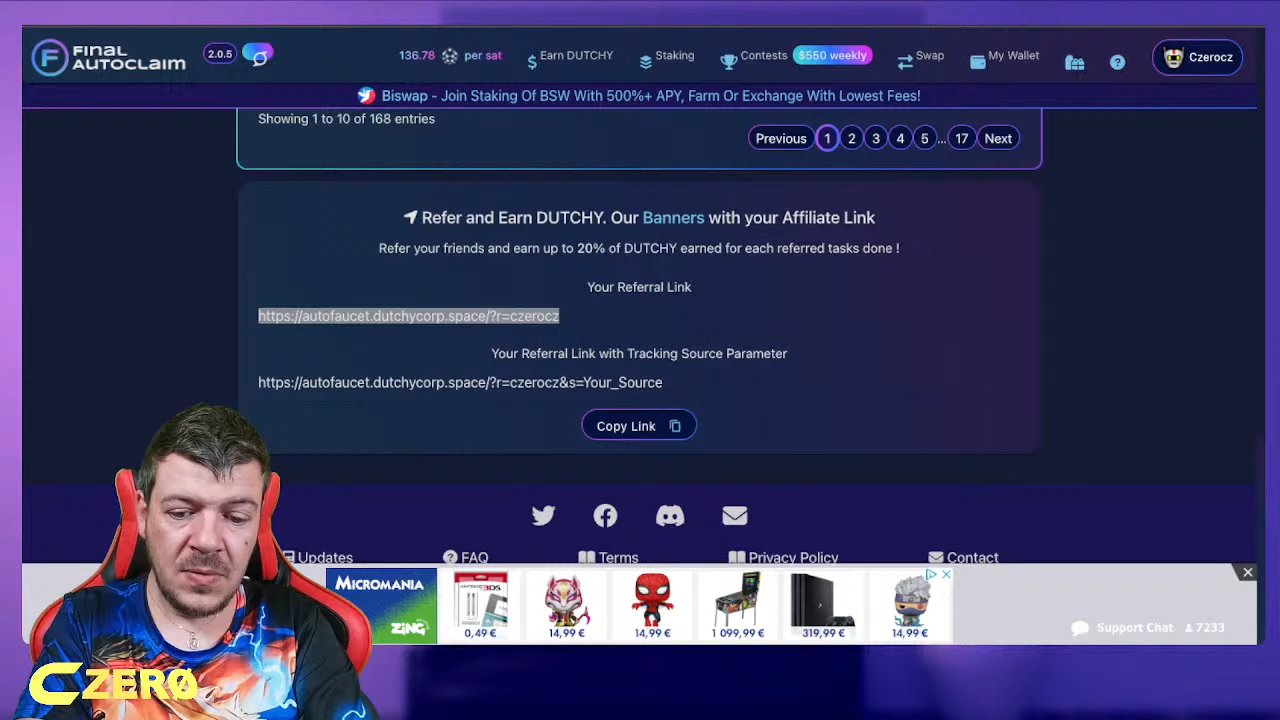 FINAL AUTOCLAIM
2.0.5
136.78 per sat
Earn DUTCHY
Staking
Contests $550 weekly
Swap
My Wallet
Czerocz
Biswap - Join Staking Of BSW With 500%+ APY, Farm Or Exchange With Lowest Fees!
Showing 1 to 10 of 168 entries
Previous 1 2 3 4 5 ... 17 Next
Refer and Earn DUTCHY. Our Banners with your Affiliate Link
Refer your friends and earn up to 20% of DUTCHY earned for each referred tasks done !
Your Referral Link
https://autofaucet.dutchycorp.space/?r=czerocz
Your Referral Link with Tracking Source Parameter
https://autofaucet.dutchycorp.space/?r=czerocz&s=Your_Source
Copy Link
Updates
FAQ
Terms
Privacy Policy
Contact
MICROMANIA
ZING
NINTENDO 3DS
0,49 €
14,99 €
14,99 €
1 099,99 €
319,99 €
14,99 €
Support Chat 7233
CZERØ